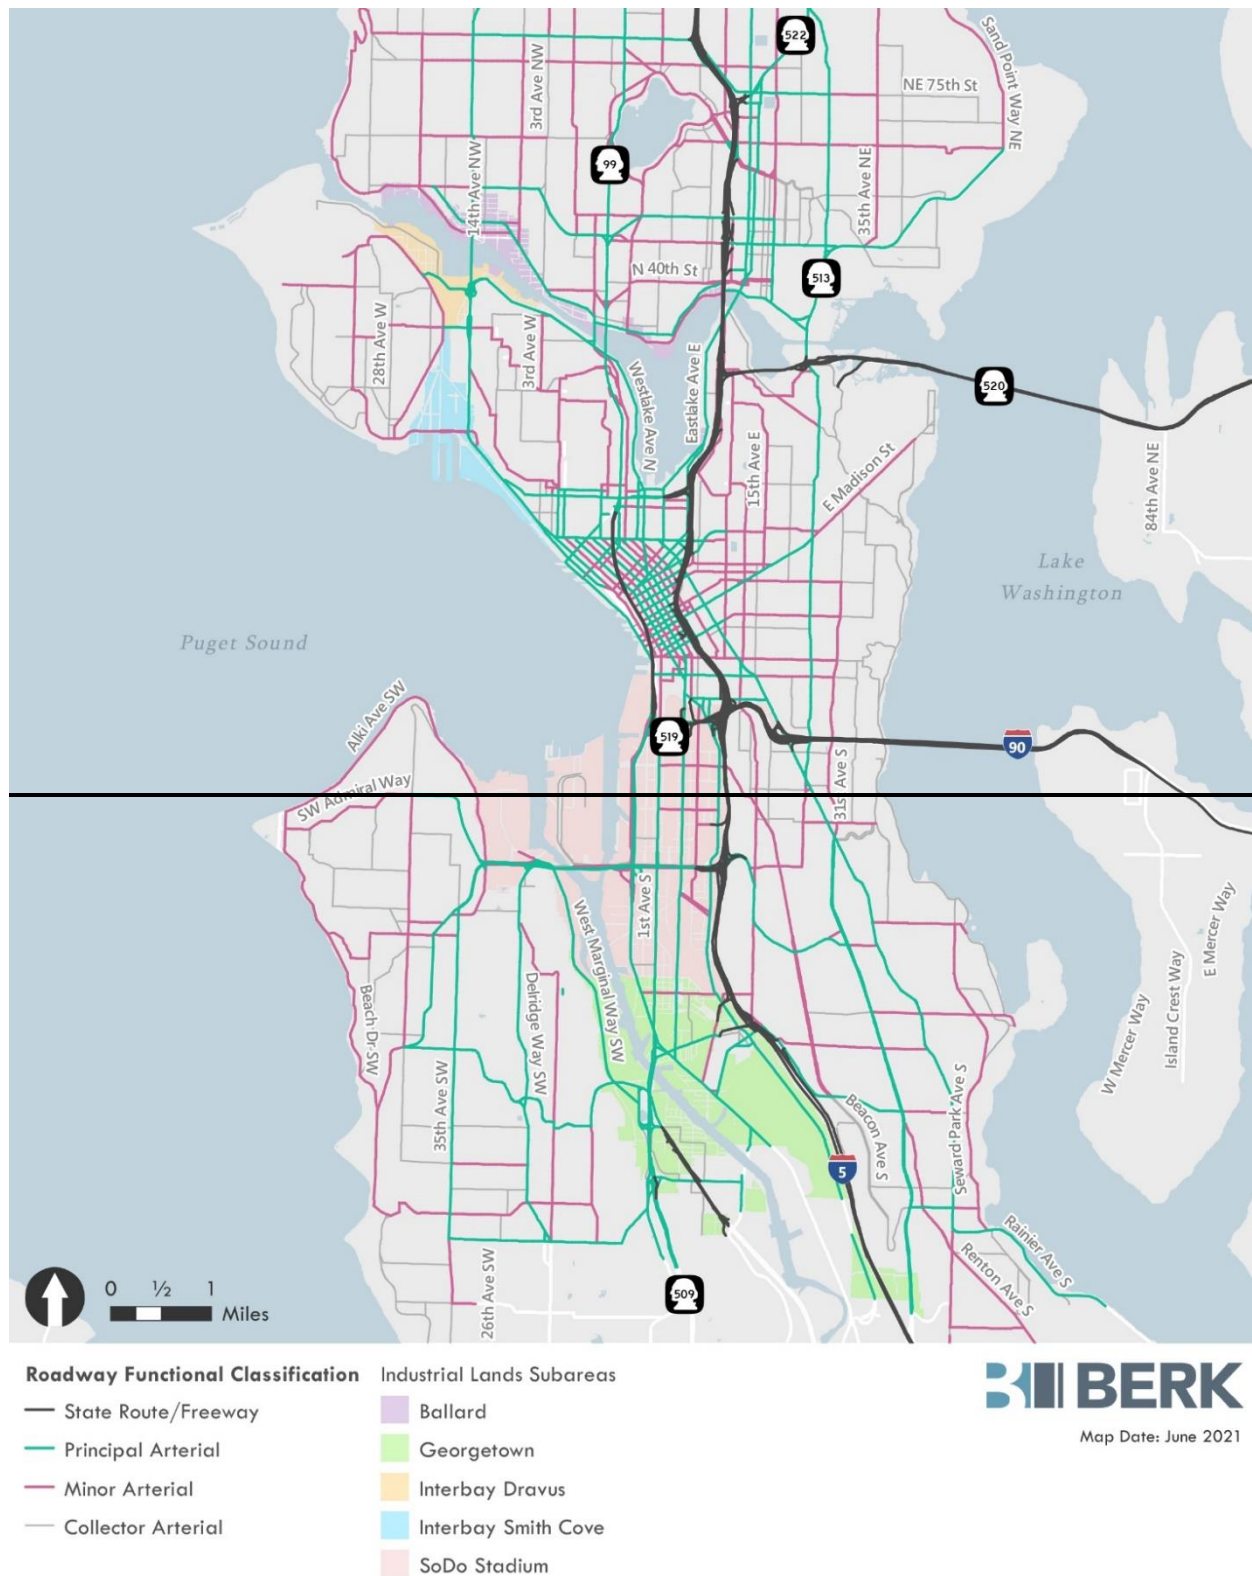 522
Sand Point Way NE
3rd Ave NW
NE 75th St
99
14th Ave NW
35th Ave NE
N 40th St
513
28th Ave W
3rd Ave W
Westlake Ave N
Eastlake Ave E
520
15th Ave E
E Madison St
84th Ave NE
Lake
Washington
Puget Sound
Alki Ave SW
519
90
SW Admiral Way
31st Ave S
1st Ave S
West Marginal Way SW
E Mercer Way
Island Crest Way
W Mercer Way
Beach Dr SW
Delridge Way SW
35th Ave SW
Beacon Ave S
Seward Park Ave S
5
Rainier Ave S
Renton Ave S
26th Ave SW
509
0 ½ 1
Miles
Roadway Functional Classification
State Route/Freeway
Principal Arterial
Minor Arterial
Collector Arterial
Industrial Lands Subareas
Ballard
Georgetown
Interbay Dravus
Interbay Smith Cove
SoDo Stadium
BERK
Map Date: June 2021